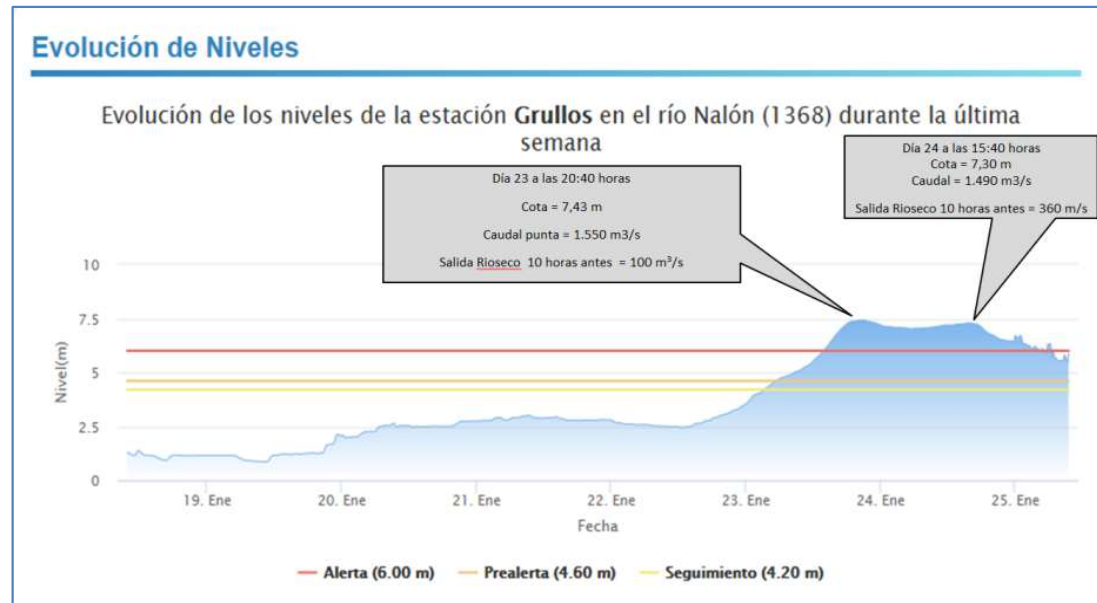 Evolución de Niveles
Evolución de los niveles de la estación Grullos en el río Nalón (1368) durante la última
semana
Día 23 a las 20:40 horas
Cota = 7,43 m
Caudal punta = 1.550 m3/s
Salida Rioseco 10 horas antes = 100 m³/s
Día 24 a las 15:40 horas
Cota = 7,30 m
Caudal = 1.490 m3/s
Salida Rioseco 10 horas antes = 360 m/s
10
7.5
5
2.5
0
Nivel(m)
19. Ene
20. Ene
21. Ene
22. Ene
23. Ene
24. Ene
25. Ene
Fecha
Alerta (6.00 m)
Prealerta (4.60 m)
Seguimiento (4.20 m)